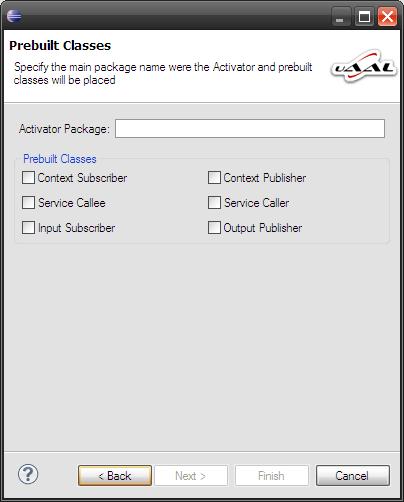 Prebuilt Classes
Specify the main package name were the Activator and prebuilt
classes will be placed
uAAL
Activator Package:
Prebuilt Classes
Context Subscriber
Context Publisher
Service Callee
Service Caller
Input Subscriber
Output Publisher
?
< Back
Next >
Finish
Cancel